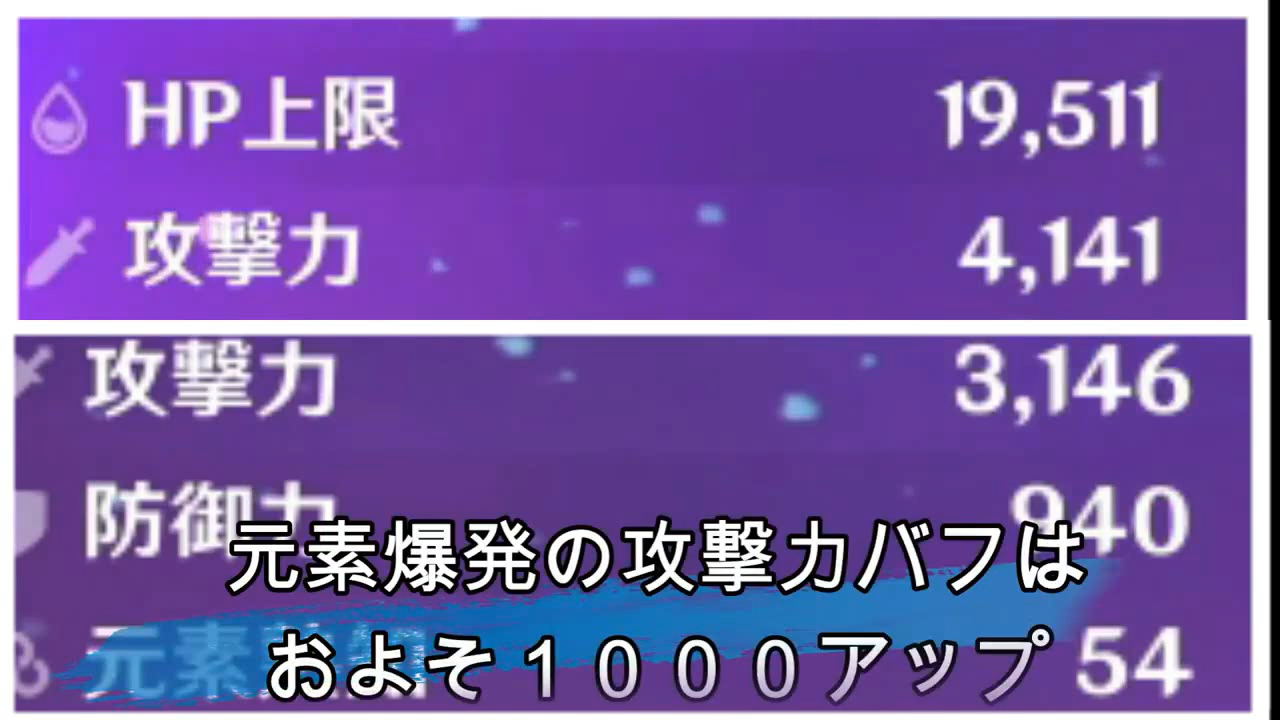 HP上限 19,511
攻撃力 4,141
攻撃力 3,146
防御力 940
元素爆発の攻撃力バフは
元素 54
およそ１０００アップ